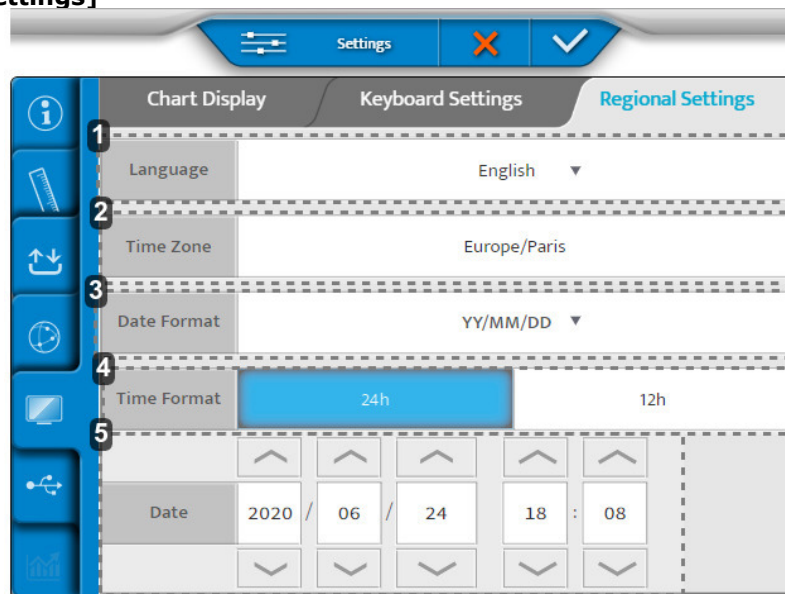 ettings]
Settings
Chart Display Keyboard Settings Regional Settings
1
Language English
2
Time Zone Europe/Paris
3
Date Format YY/MM/DD
4
Time Format 24h 12h
5
Date 2020 / 06 / 24 18 : 08